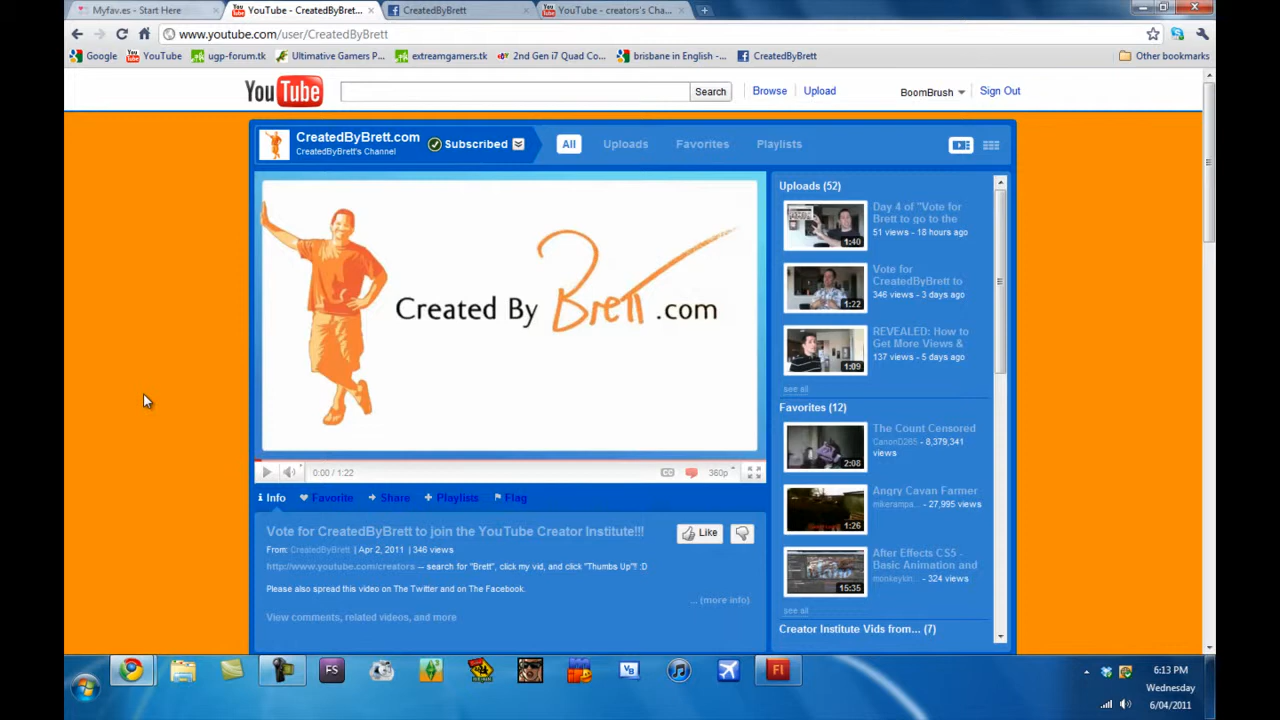 Myfav.es - Start Here
YouTube - CreatedByBret...
CreatedByBrett
YouTube - creators's Cha...
www.youtube.com/user/CreatedByBrett
Google
YouTube
ugp-forum.tk
Ultimative Gamers P...
extreamgamers.tk
2nd Gen i7 Quad Co...
brisbane in English -...
CreatedByBrett
Other bookmarks
YouTube
Search
Browse
Upload
BoomBrush
Sign Out
CreatedByBrett.com
CreatedByBrett's Channel
Subscribed
All
Uploads
Favorites
Playlists
Created By Brett .com
0:00 / 1:22
CC
360p
Info
Favorite
Share
Playlists
Flag
Vote for CreatedByBrett to join the YouTube Creator Institute!!!
From: CreatedByBrett | Apr 2, 2011 | 346 views
Like
http://www.youtube.com/creators -- search for "Brett", click my vid, and click "Thumbs Up"! :D
Please also spread this video on The Twitter and on The Facebook.
... (more info)
View comments, related videos, and more
Uploads (52)
Day 4 of "Vote for
Brett to go to the
51 views - 18 hours ago
1:40
Vote for
CreatedByBrett to
346 views - 3 days ago
1:22
REVEALED: How to
Get More Views &
137 views - 5 days ago
1:09
see all
Favorites (12)
The Count Censored
CanonD265 - 8,379,341
views
2:08
Angry Cavan Farmer
mikerampa... - 27,995 views
1:26
After Effects CS5 -
Basic Animation and
monkeykin... - 324 views
15:35
see all
Creator Institute Vids from... (7)
FS
VB
Fl
6:13 PM
Wednesday
6/04/2011